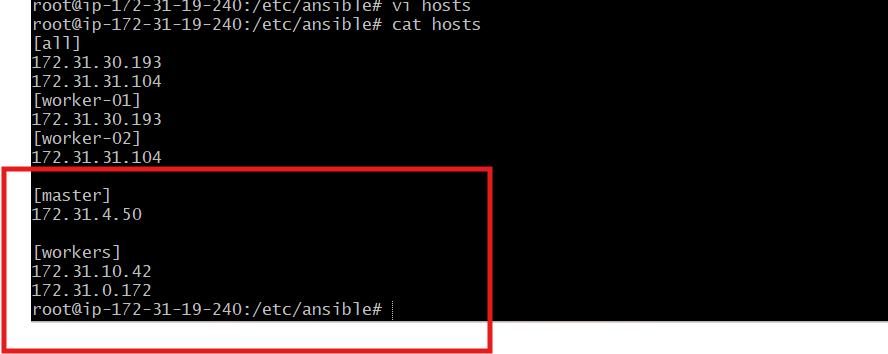 root@ip-172-31-19-240:/etc/ansible# vi hosts
root@ip-172-31-19-240:/etc/ansible# cat hosts
[all]
172.31.30.193
172.31.31.104
[worker-01]
172.31.30.193
[worker-02]
172.31.31.104
[master]
172.31.4.50
[workers]
172.31.10.42
172.31.0.172
root@ip-172-31-19-240:/etc/ansible#